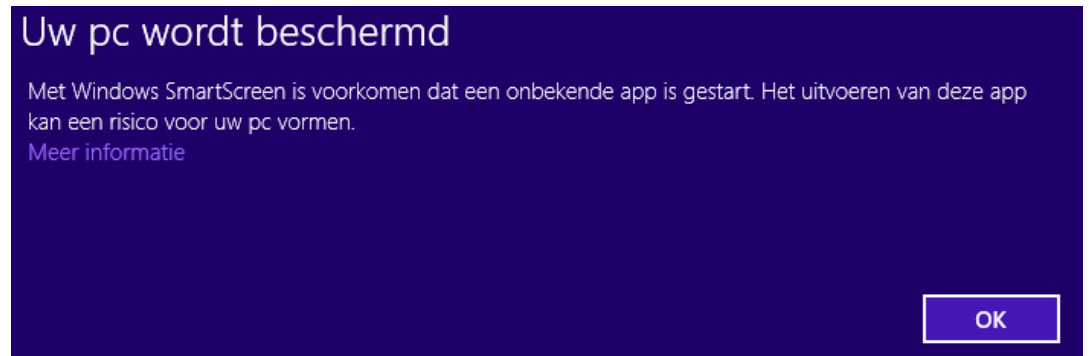 Uw pc wordt beschermd
Met Windows SmartScreen is voorkomen dat een onbekende app is gestart. Het uitvoeren van deze app
kan een risico voor uw pc vormen.
Meer informatie
OK